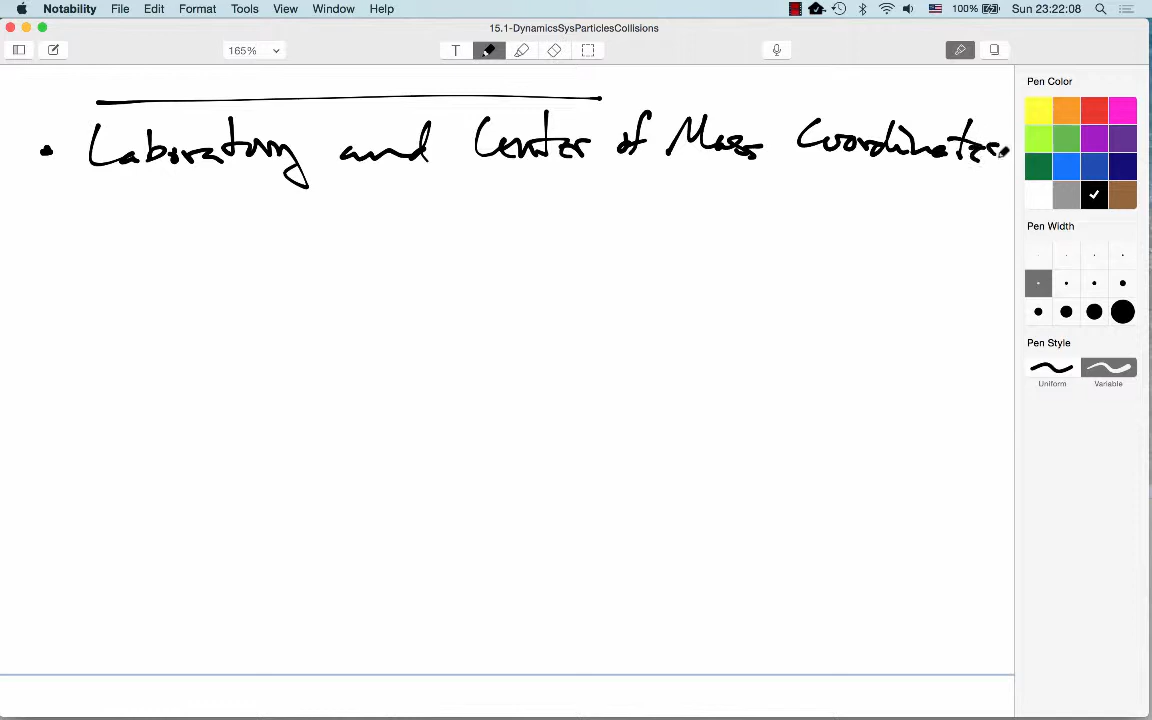 Notability File Edit Format Tools View Window Help 100% Sun 23:22:08
15.1-DynamicsSysParticlesCollisions
165% T
Pen Color
• Laboratory and Center of Mass Coordinates
Pen Width
Pen Style
Uniform Variable